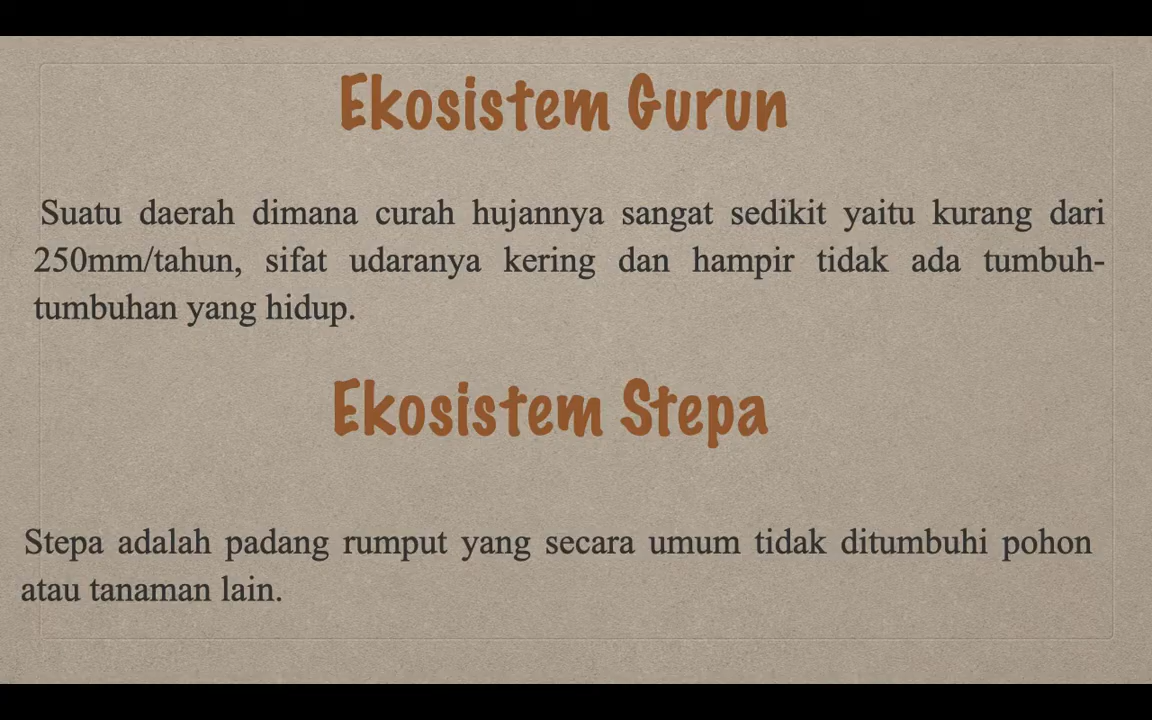 Ekosistem Gurun
Suatu daerah dimana curah hujannya sangat sedikit yaitu kurang dari
250mm/tahun, sifat udaranya kering dan hampir tidak ada tumbuh-
tumbuhan yang hidup.
Ekosistem Stepa
Stepa adalah padang rumput yang secara umum tidak ditumbuhi pohon
atau tanaman lain.